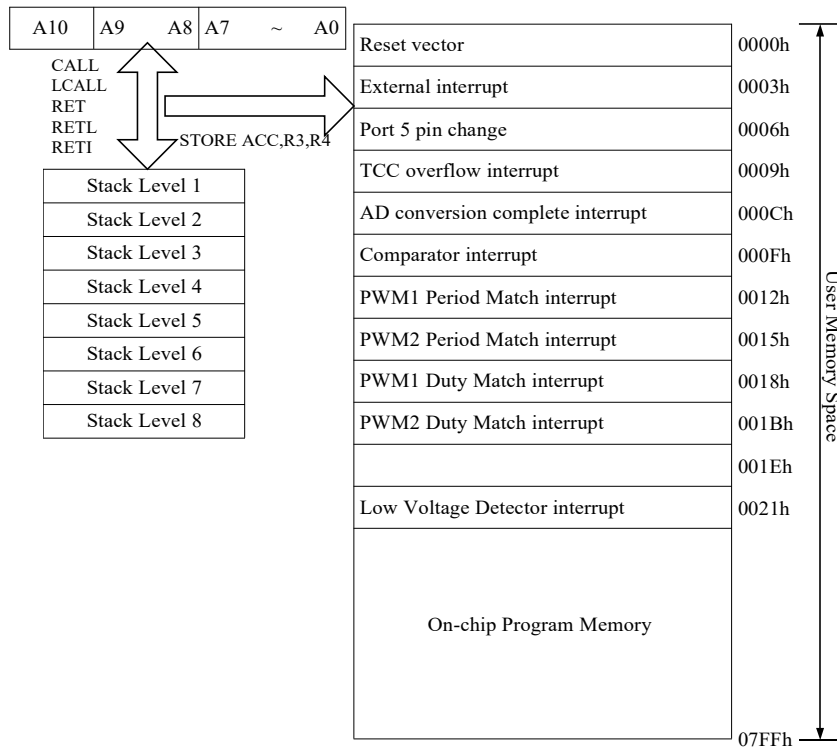 A10 A9 A8 A7 ~ A0
CALL
LCALL
RET
RETL
RETI
STORE ACC,R3,R4
Stack Level 1
Stack Level 2
Stack Level 3
Stack Level 4
Stack Level 5
Stack Level 6
Stack Level 7
Stack Level 8
Reset vector 0000h
External interrupt 0003h
Port 5 pin change 0006h
TCC overflow interrupt 0009h
AD conversion complete interrupt 000Ch
Comparator interrupt 000Fh
PWM1 Period Match interrupt 0012h
PWM2 Period Match interrupt 0015h
PWM1 Duty Match interrupt 0018h
PWM2 Duty Match interrupt 001Bh
001Eh
Low Voltage Detector interrupt 0021h
On-chip Program Memory
07FFh
User Memory Space